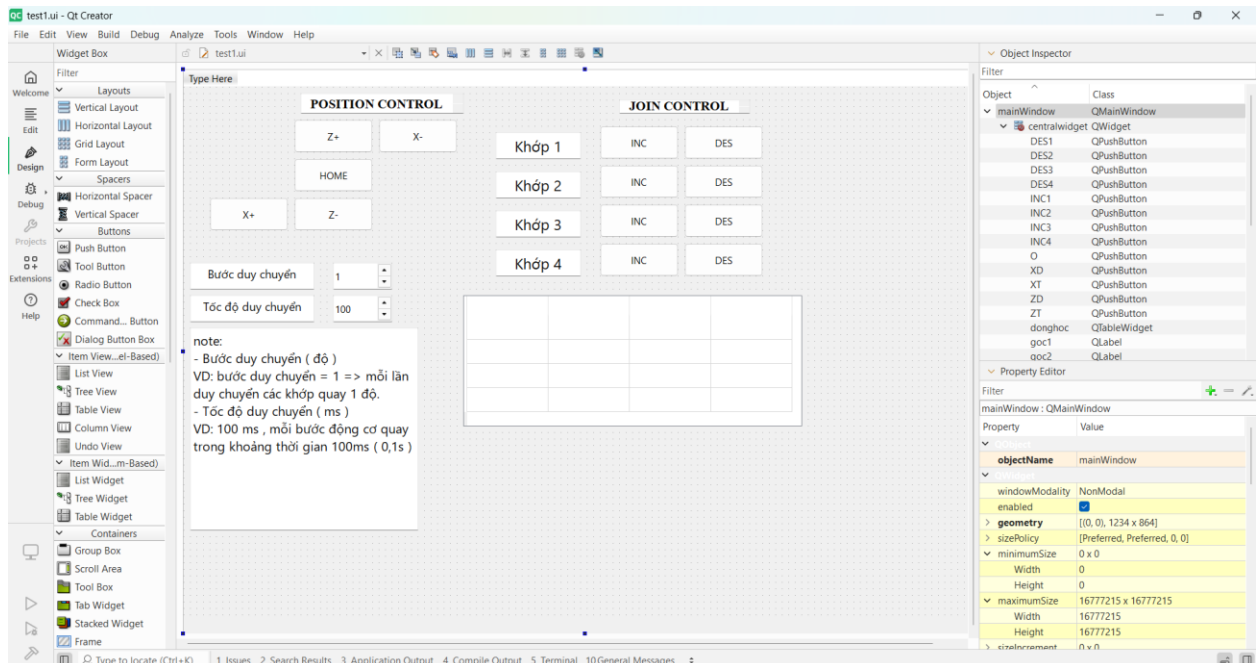 test1.ui - Qt Creator
File Edit View Build Debug Analyze Tools Window Help
Widget Box
test1.ui
Filter
Welcome
Edit
Design
Debug
Projects
Extensions
Help
Layouts
Vertical Layout
Horizontal Layout
Grid Layout
Form Layout
Spacers
Horizontal Spacer
Vertical Spacer
Buttons
Push Button
Tool Button
Radio Button
Check Box
Command... Button
Dialog Button Box
Item View...el-Based)
List View
Tree View
Table View
Column View
Undo View
Item Wid...m-Based)
List Widget
Tree Widget
Table Widget
Containers
Group Box
Scroll Area
Tool Box
Tab Widget
Stacked Widget
Frame
Type Here
POSITION CONTROL
Z+ X-
HOME
X+ Z-
Bước duy chuyển 1
Tốc độ duy chuyển 100
note:
- Bước duy chuyển ( độ )
VD: bước duy chuyển = 1 => mỗi lần
duy chuyển các khớp quay 1 độ.
- Tốc độ duy chuyển ( ms )
VD: 100 ms , mỗi bước động cơ quay
trong khoảng thời gian 100ms ( 0,1s )
JOIN CONTROL
Khớp 1 INC DES
Khớp 2 INC DES
Khớp 3 INC DES
Khớp 4 INC DES
Object Inspector
Filter
Object Class
mainWindow QMainWindow
centralwidget QWidget
DES1 QPushButton
DES2 QPushButton
DES3 QPushButton
DES4 QPushButton
INC1 QPushButton
INC2 QPushButton
INC3 QPushButton
INC4 QPushButton
O QPushButton
XD QPushButton
XT QPushButton
ZD QPushButton
ZT QPushButton
donghoc QTableWidget
goc1 QLabel
goc2 QLabel
Property Editor
Filter
mainWindow : QMainWindow
Property Value
QObject
objectName mainWindow
windowModality NonModal
enabled
geometry [(0, 0), 1234 x 864]
sizePolicy [Preferred, Preferred, 0, 0]
minimumSize 0 x 0
Width 0
Height 0
maximumSize 16777215 x 16777215
Width 16777215
Height 16777215
sizeIncrement 0 x 0
Type to locate (Ctrl+K) 1 Issues 2 Search Results 3 Application Output 4 Compile Output 5 Terminal 10 General Messages